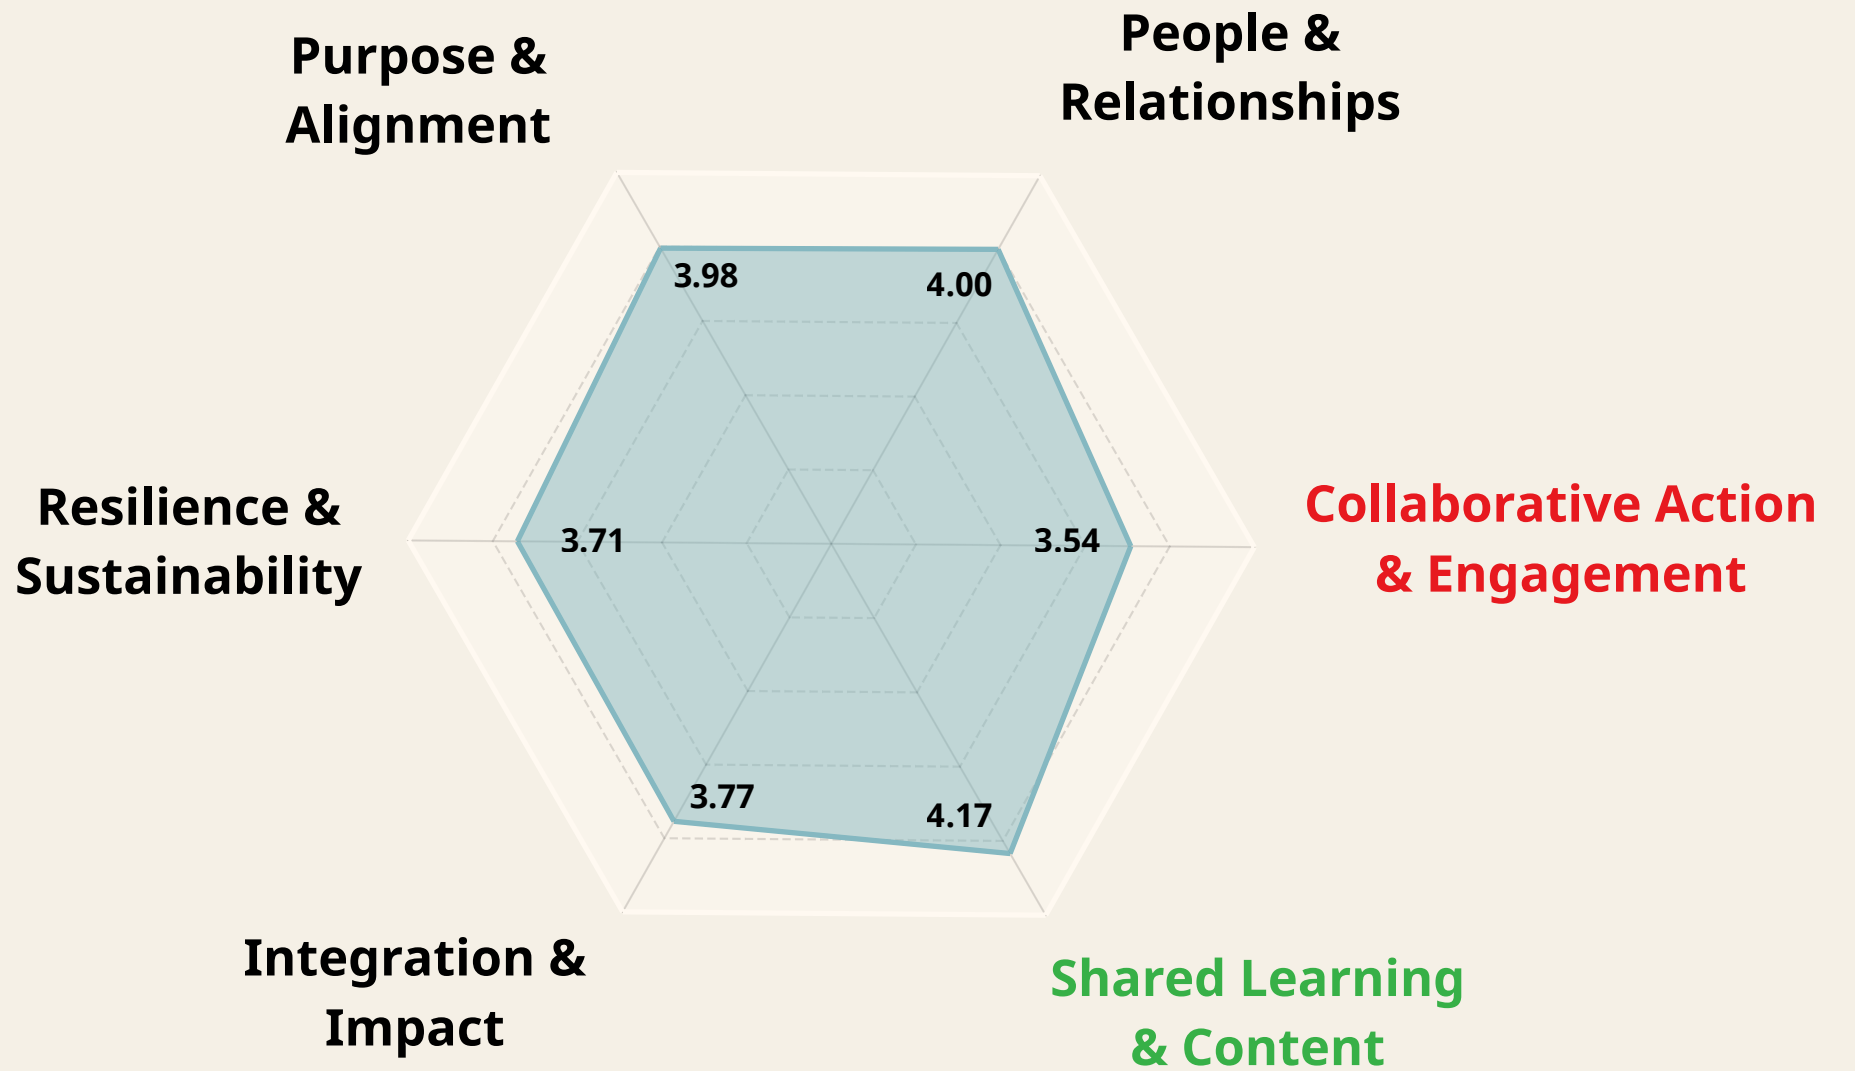 People &
Relationships
Purpose &
Alignment
3.98
4.00
Resilience &
Sustainability
3.71
3.54
Collaborative Action
& Engagement
3.77
4.17
Integration &
Impact
Shared Learning
& Content